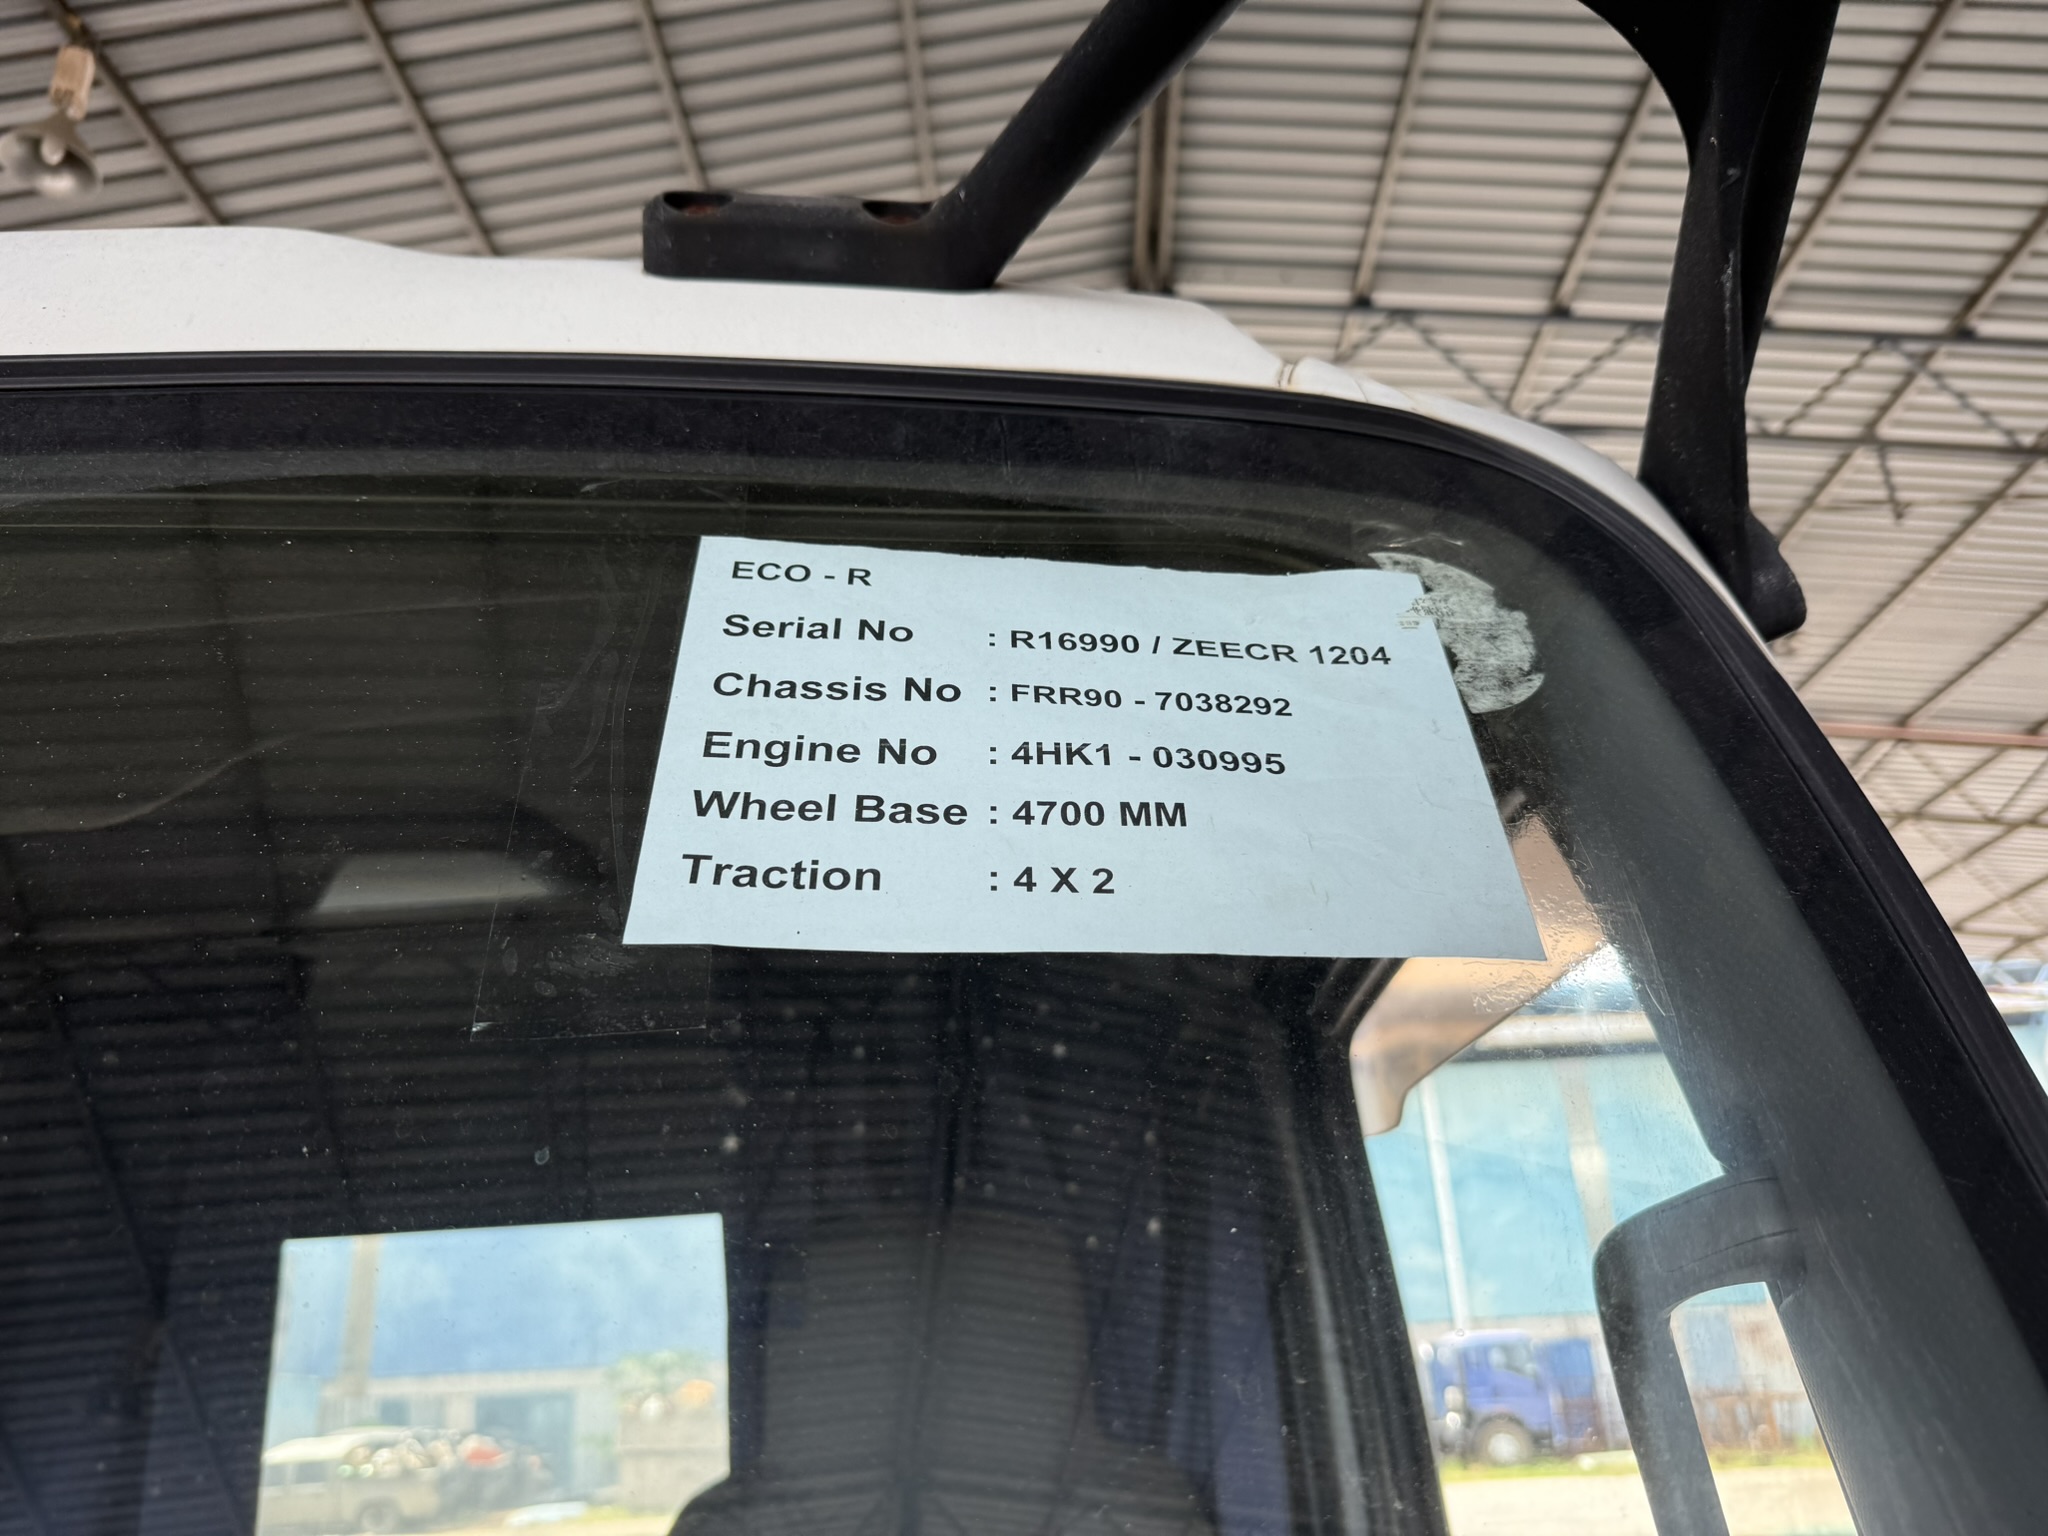 ECO - R
Serial No : R16990 / ZEECR 1204
Chassis No : FRR90 - 7038292
Engine No : 4HK1 - 030995
Wheel Base : 4700 MM
Traction : 4 X 2